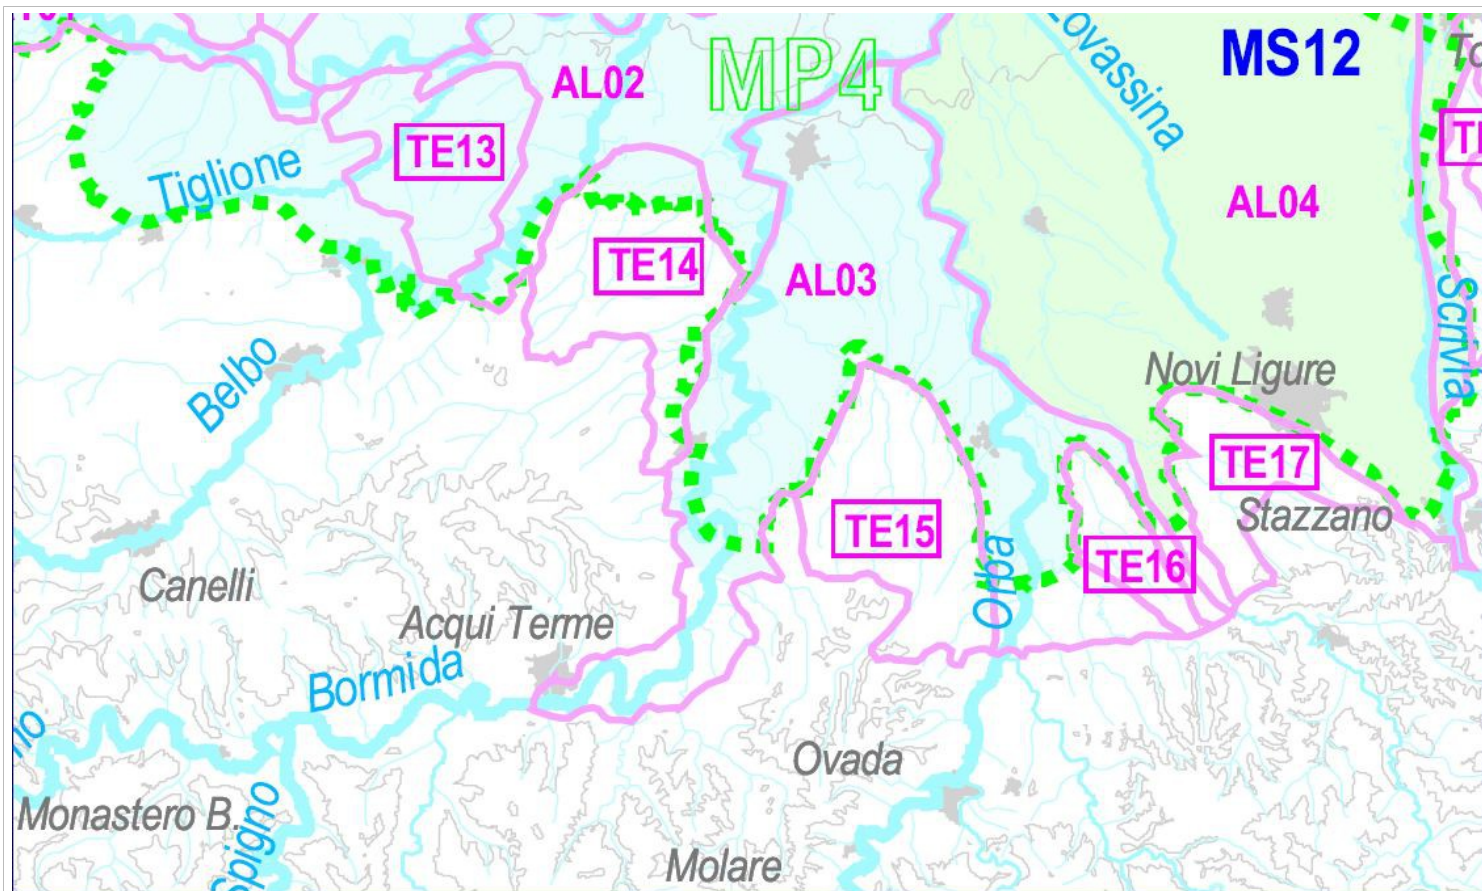 Lovassina
MS12
MP4
AL02
TE13
Tiglione
AL04
TE14
AL03
Scrivia
Belbo
Novi Ligure
TE17
Stazzano
TE15
TE16
Orba
Canelli
Acqui Terme
Bormida
Ovada
Monastero B.
Spigno
Molare